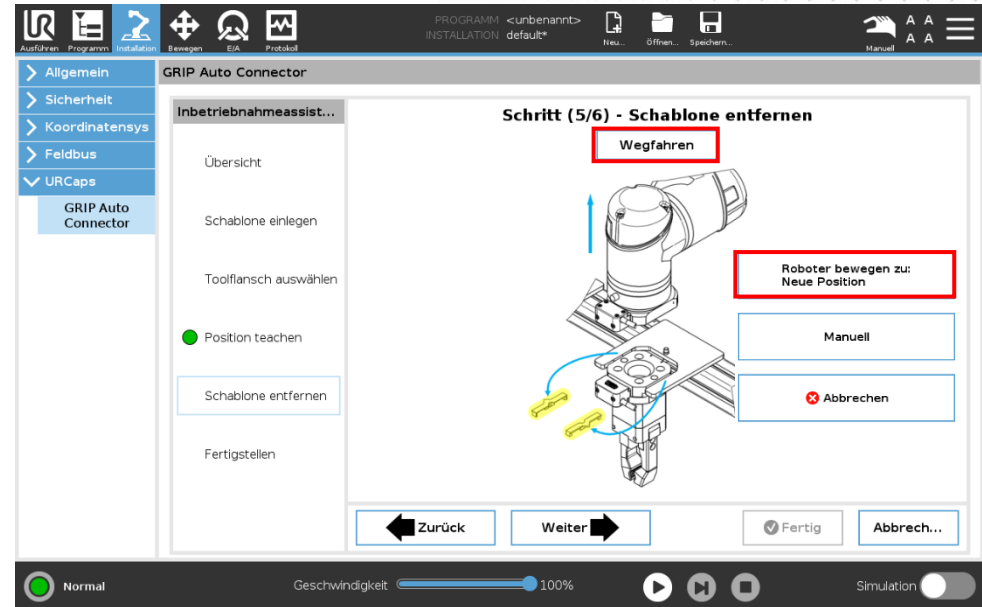 UR
PROGRAMM <unbenannt>
INSTALLATION default*
Ausführen Programm Installation Bewegen E/A Protokoll
Neu... Öffnen... Speichern...
Manuell
A A
A A
Allgemein
Sicherheit
Koordinatensys
Feldbus
URCaps
GRIP Auto
Connector
GRIP Auto Connector
Inbetriebnahmeassist...
Übersicht
Schablone einlegen
Toolflansch auswählen
Position teachen
Schablone entfernen
Fertigstellen
Schritt (5/6) - Schablone entfernen
Wegfahren
Roboter bewegen zu:
Neue Position
Manuell
Abbrechen
Zurück Weiter Fertig Abbrech...
Normal Geschwindigkeit 100% Simulation